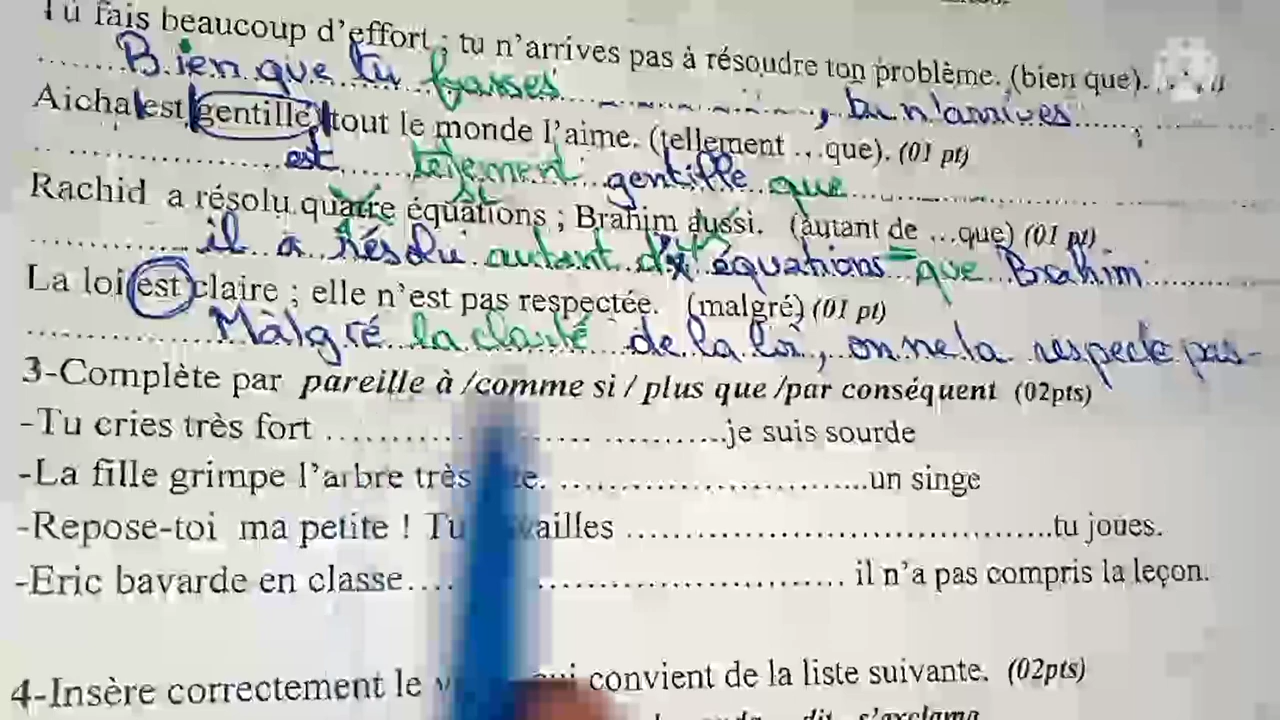 Tu fais beaucoup d'effort ; tu n'arrives pas à résoudre ton problème. (bien que).
Bien que tu fasses , tu n'arrives
Aicha est gentille, tout le monde l'aime. (tellement …que). (01 pt)
est tellement gentille que
Rachid a résolu quatre équations ; Brahim aussi. (autant de …que) (01 pt)
il a résolu autant d'équations que Brahim
La loi est claire ; elle n'est pas respectée. (malgré) (01 pt)
Malgré la clarté de la loi, on ne la respecte pas-
3-Complète par pareille à /comme si / plus que /par conséquent (02pts)
-Tu cries très fort ………………………je suis sourde
-La fille grimpe l'arbre très ……………………un singe
-Repose-toi ma petite ! Tu ……………………………tu joues.
-Eric bavarde en classe…………………………… il n'a pas compris la leçon.
4-Insère correctement le convient de la liste suivante. (02pts)
dit s'exclama